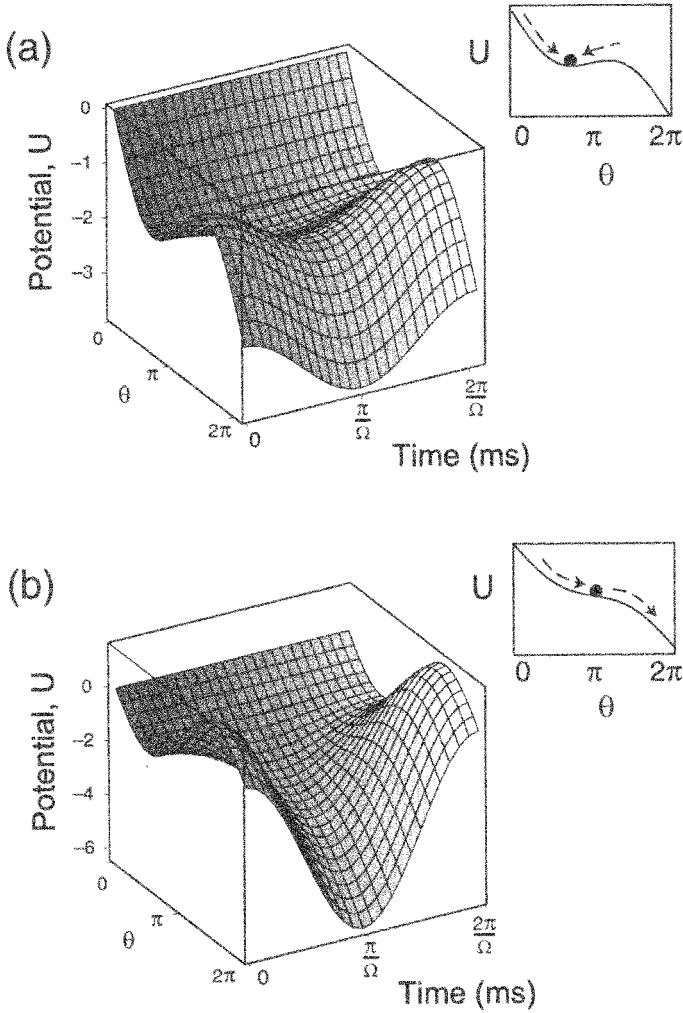 (a)
U
0 π 2π
θ
Potential, U
0
−1
−2
−3
0
π
θ
2π
0
π/Ω
2π/Ω
Time (ms)
(b)
U
0 π 2π
θ
Potential, U
0
−2
−4
−6
0
π
θ
2π
0
π/Ω
2π/Ω
Time (ms)